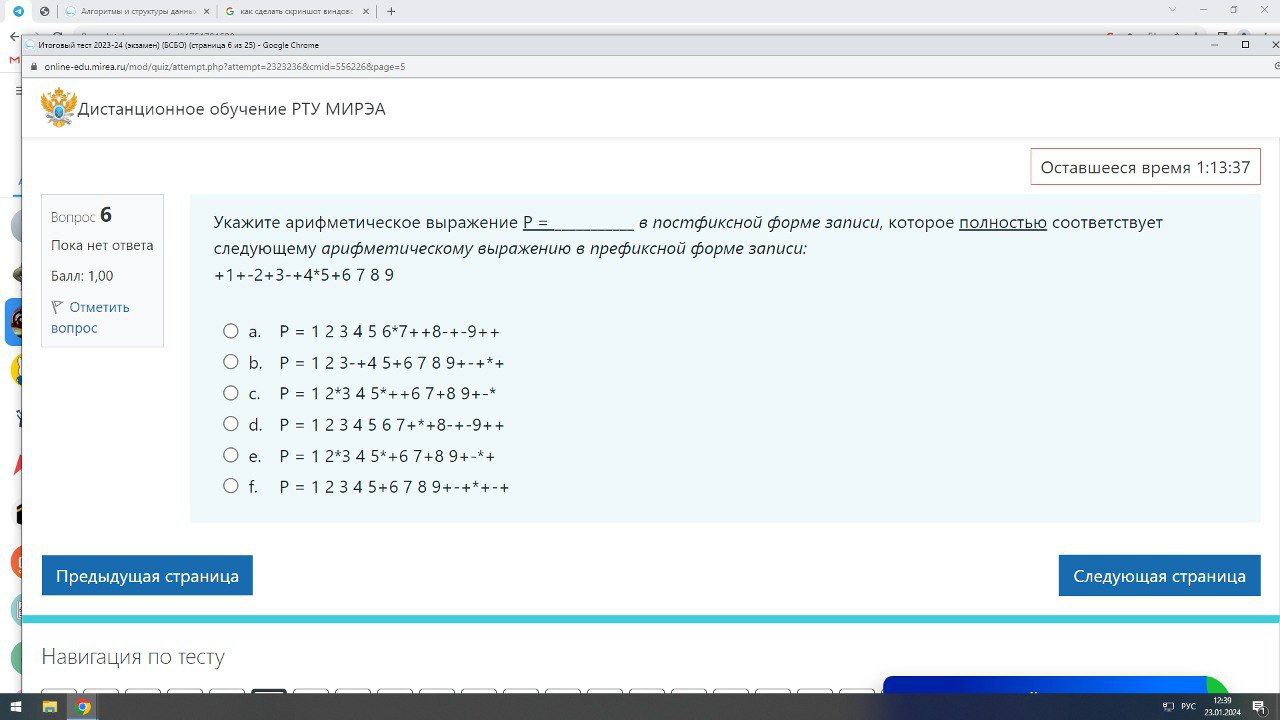 Алгоритмы и структуры данны
как сделать скриншот виндовс
Итоговый тест 2023-24 (экзамен) (БСБО) (страница 6 из 25) - Google Chrome
online-edu.mirea.ru/mod/quiz/attempt.php?attempt=2323236&cmid=556226&page=5
Дистанционное обучение РТУ МИРЭА
Оставшееся время 1:13:37
Вопрос 6
Пока нет ответа
Балл: 1,00
Отметить
вопрос
Укажите арифметическое выражение P = __________ в постфиксной форме записи, которое полностью соответствует
следующему арифметическому выражению в префиксной форме записи:
+1+-2+3-+4*5+6 7 8 9
a. P = 1 2 3 4 5 6*7++8-+-9++
b. P = 1 2 3-+4 5+6 7 8 9+-+*+
c. P = 1 2*3 4 5*++6 7+8 9+-*
d. P = 1 2 3 4 5 6 7+*+8-+-9++
e. P = 1 2*3 4 5*+6 7+8 9+-*+
f. P = 1 2 3 4 5+6 7 8 9+-+*+-+
Предыдущая страница
Следующая страница
Навигация по тесту
РУС
12:39
23.01.2024